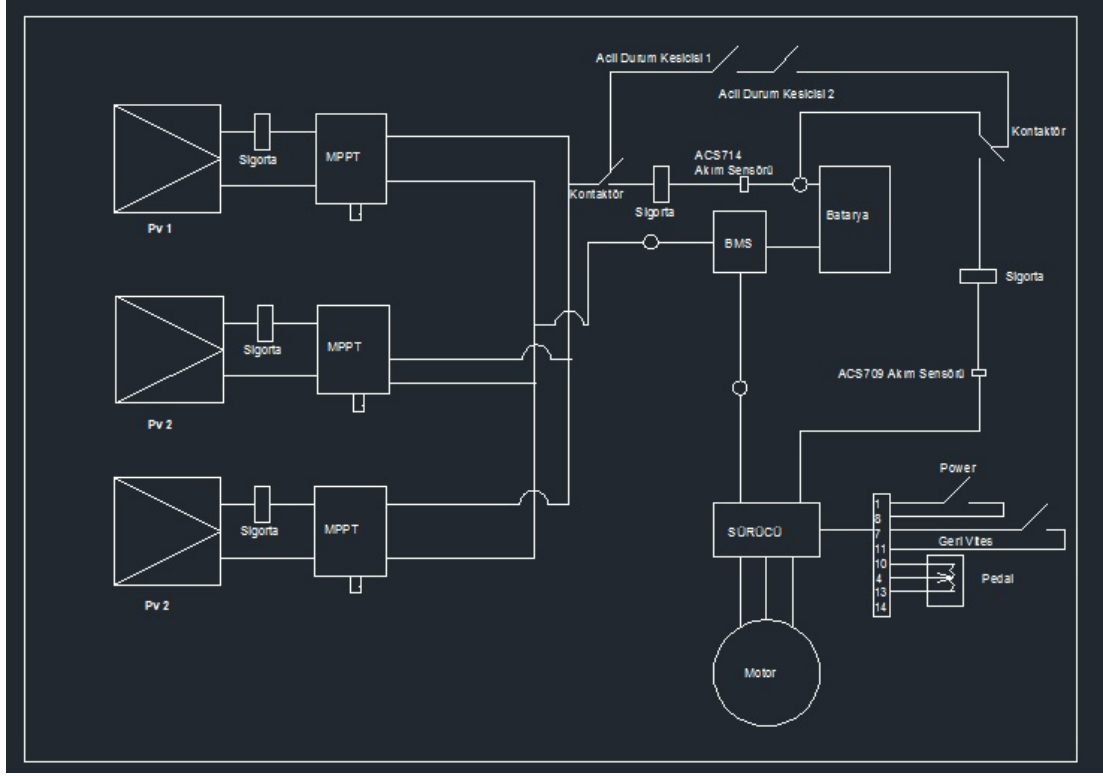 Acil Durum Kesicisi 1
Acil Durum Kesicisi 2
Kontaktör
Sigorta
MPPT
Pv 1
ACS714
Akım Sensörü
Kontaktör
Sigorta
Batarya
BMS
Sigorta
Sigorta
MPPT
Pv 2
ACS709 Akım Sensörü
Sigorta
MPPT
Pv 2
SÜRÜCÜ
Motor
Power
1
8
7
11
Geri Vites
10
4
13
14
Pedal